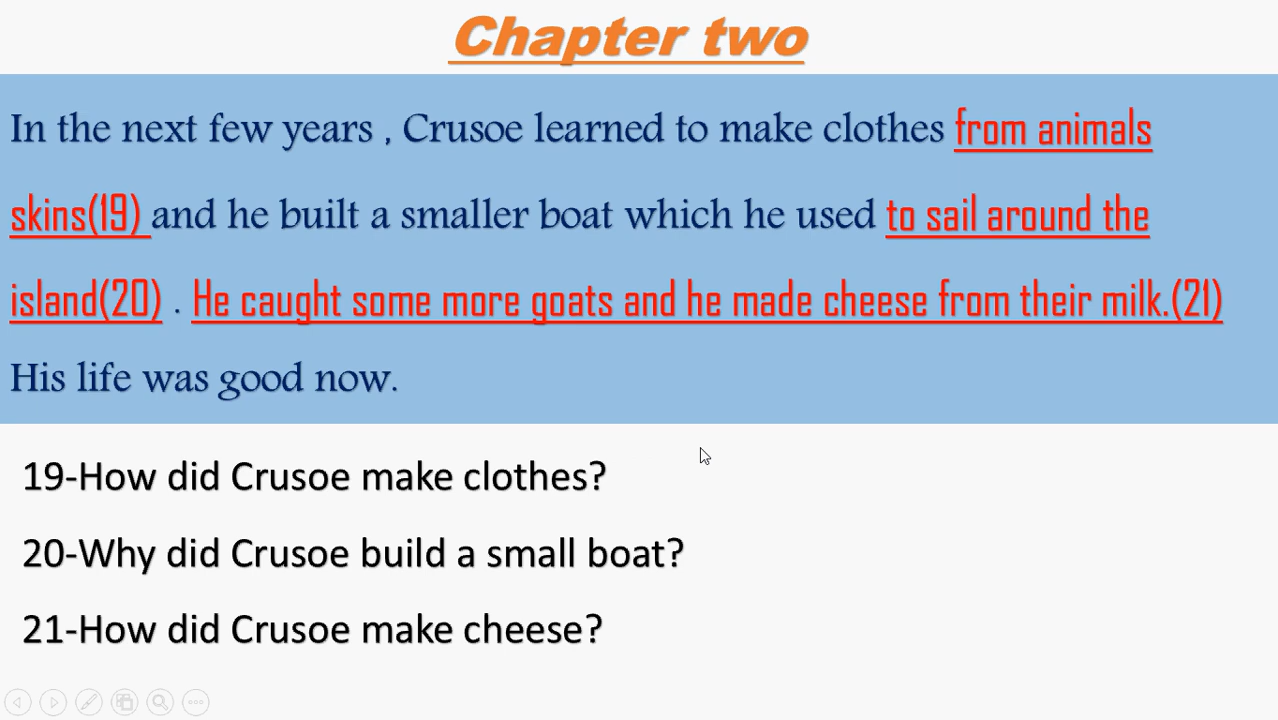 Chapter two
In the next few years , Crusoe learned to make clothes from animals
skins(19) and he built a smaller boat which he used to sail around the
island(20) . He caught some more goats and he made cheese from their milk.(21)
His life was good now.
19-How did Crusoe make clothes?
20-Why did Crusoe build a small boat?
21-How did Crusoe make cheese?